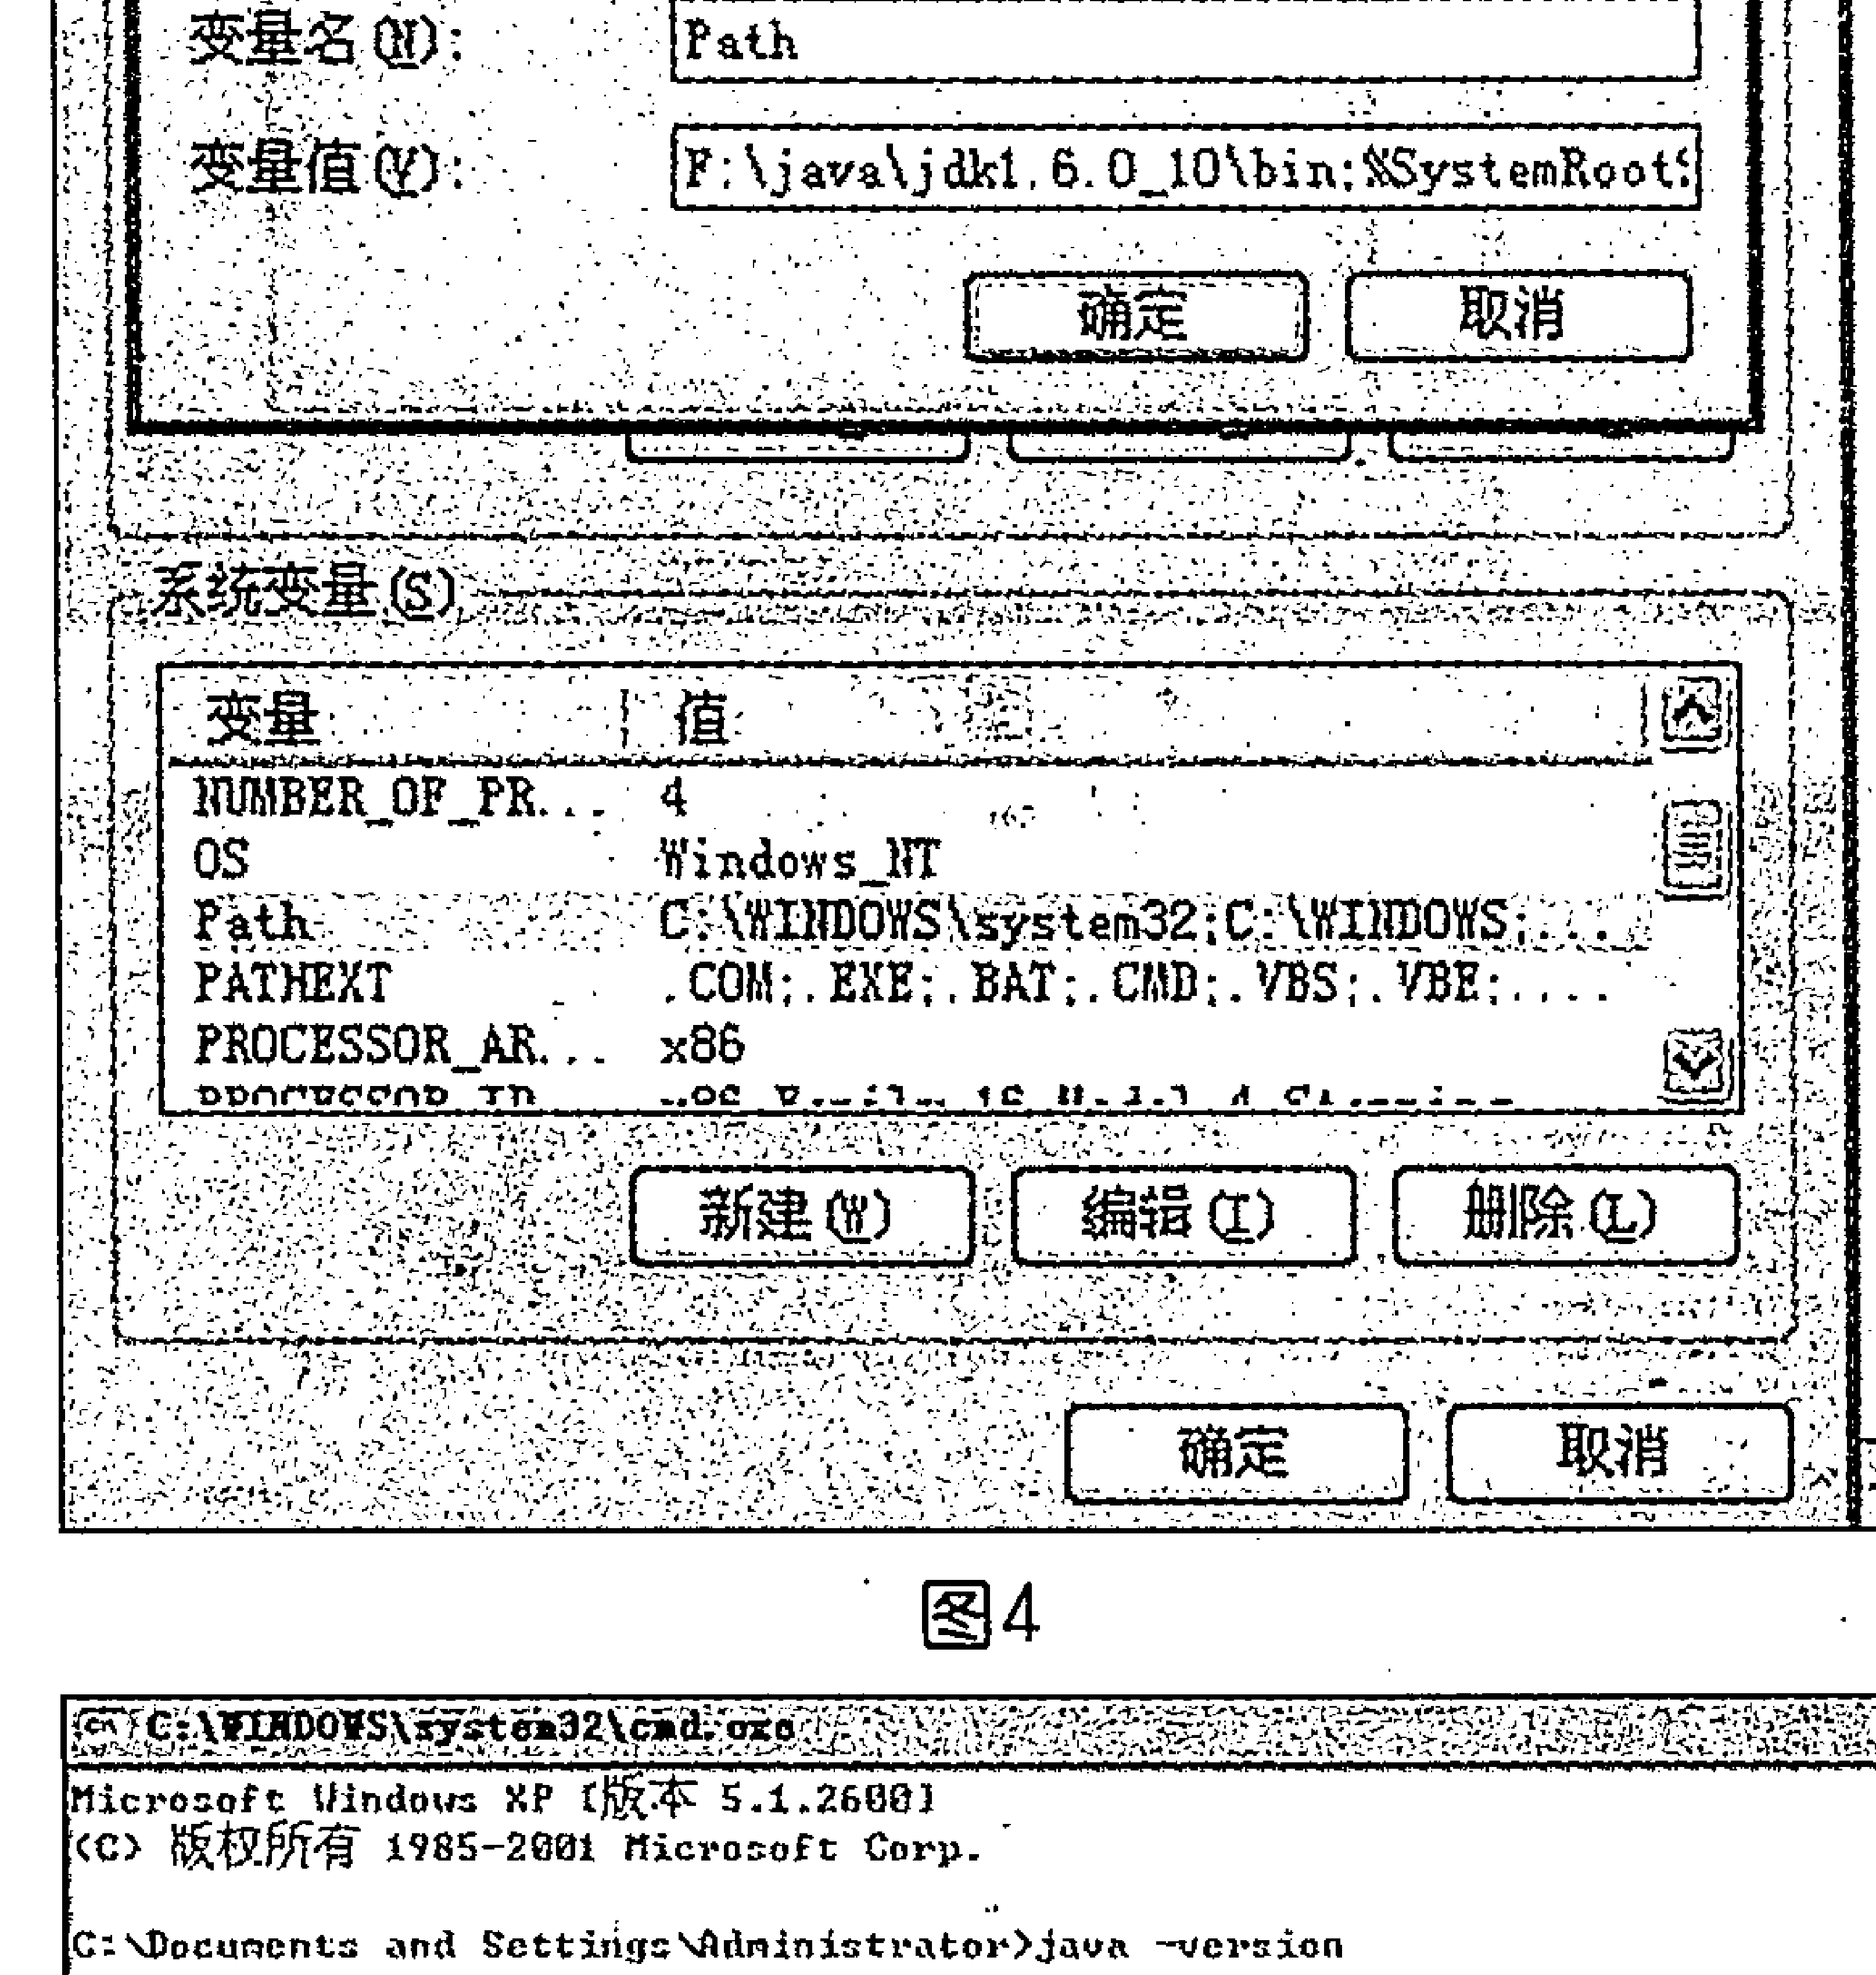 变量名(N): Path
变量值(V): F:\java\jdk1.6.0_10\bin;%SystemRoot
确定 取消
系统变量(S)
变量 值
NUMBER_OF_PR... 4
OS Windows_NT
Path C:\WINDOWS\system32;C:\WINDOWS;...
PATHEXT .COM;.EXE;.BAT;.CMD;.VBS;.VBE;....
PROCESSOR_AR... x86
新建(W) 编辑(I) 删除(L)
确定 取消
图4
C:\WINDOWS\system32\cmd.exe
Microsoft Windows XP [版本 5.1.2600]
(C) 版权所有 1985-2001 Microsoft Corp.
C:\Documents and Settings\Administrator>java -version